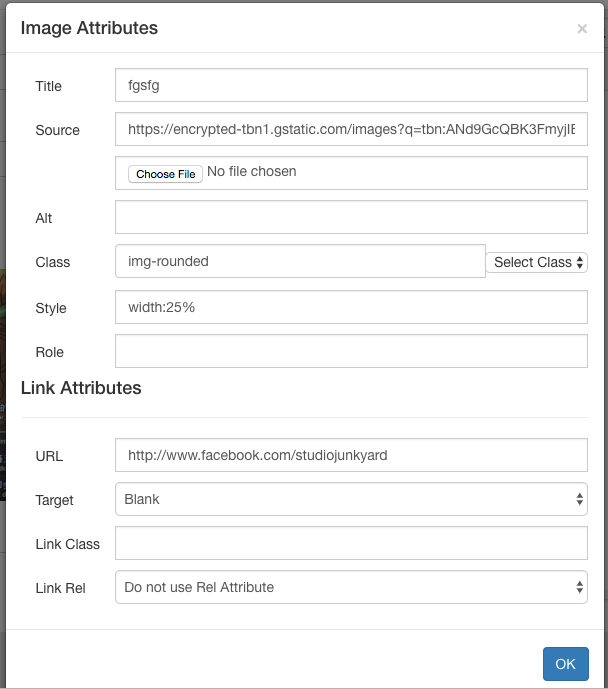 Image Attributes
×
Title fgsfg
Source https://encrypted-tbn1.gstatic.com/images?q=tbn:ANd9GcQBK3FmyjIE
Choose File No file chosen
Alt
Class img-rounded Select Class
Style width:25%
Role
Link Attributes
URL http://www.facebook.com/studiojunkyard
Target Blank
Link Class
Link Rel Do not use Rel Attribute
OK